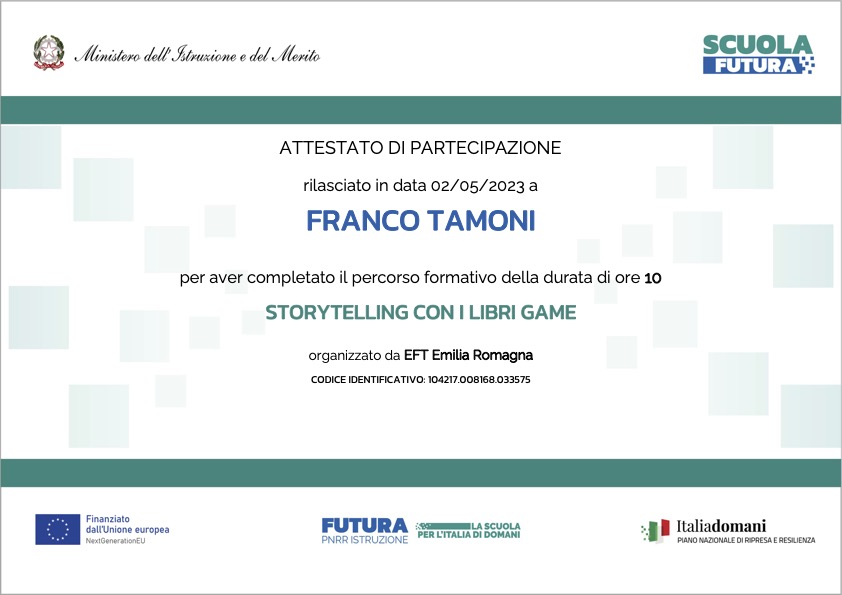 Ministero dell'Istruzione e del Merito
SCUOLA
FUTURA
ATTESTATO DI PARTECIPAZIONE
rilasciato in data 02/05/2023 a
FRANCO TAMONI
per aver completato il percorso formativo della durata di ore 10
STORYTELLING CON I LIBRI GAME
organizzato da EFT Emilia Romagna
CODICE IDENTIFICATIVO: 104217.008168.033575
Finanziato
dall'Unione europea
NextGenerationEU
FUTURA
PNRR ISTRUZIONE
LA SCUOLA
PER L'ITALIA DI DOMANI
Italiadomani
PIANO NAZIONALE DI RIPRESA E RESILIENZA